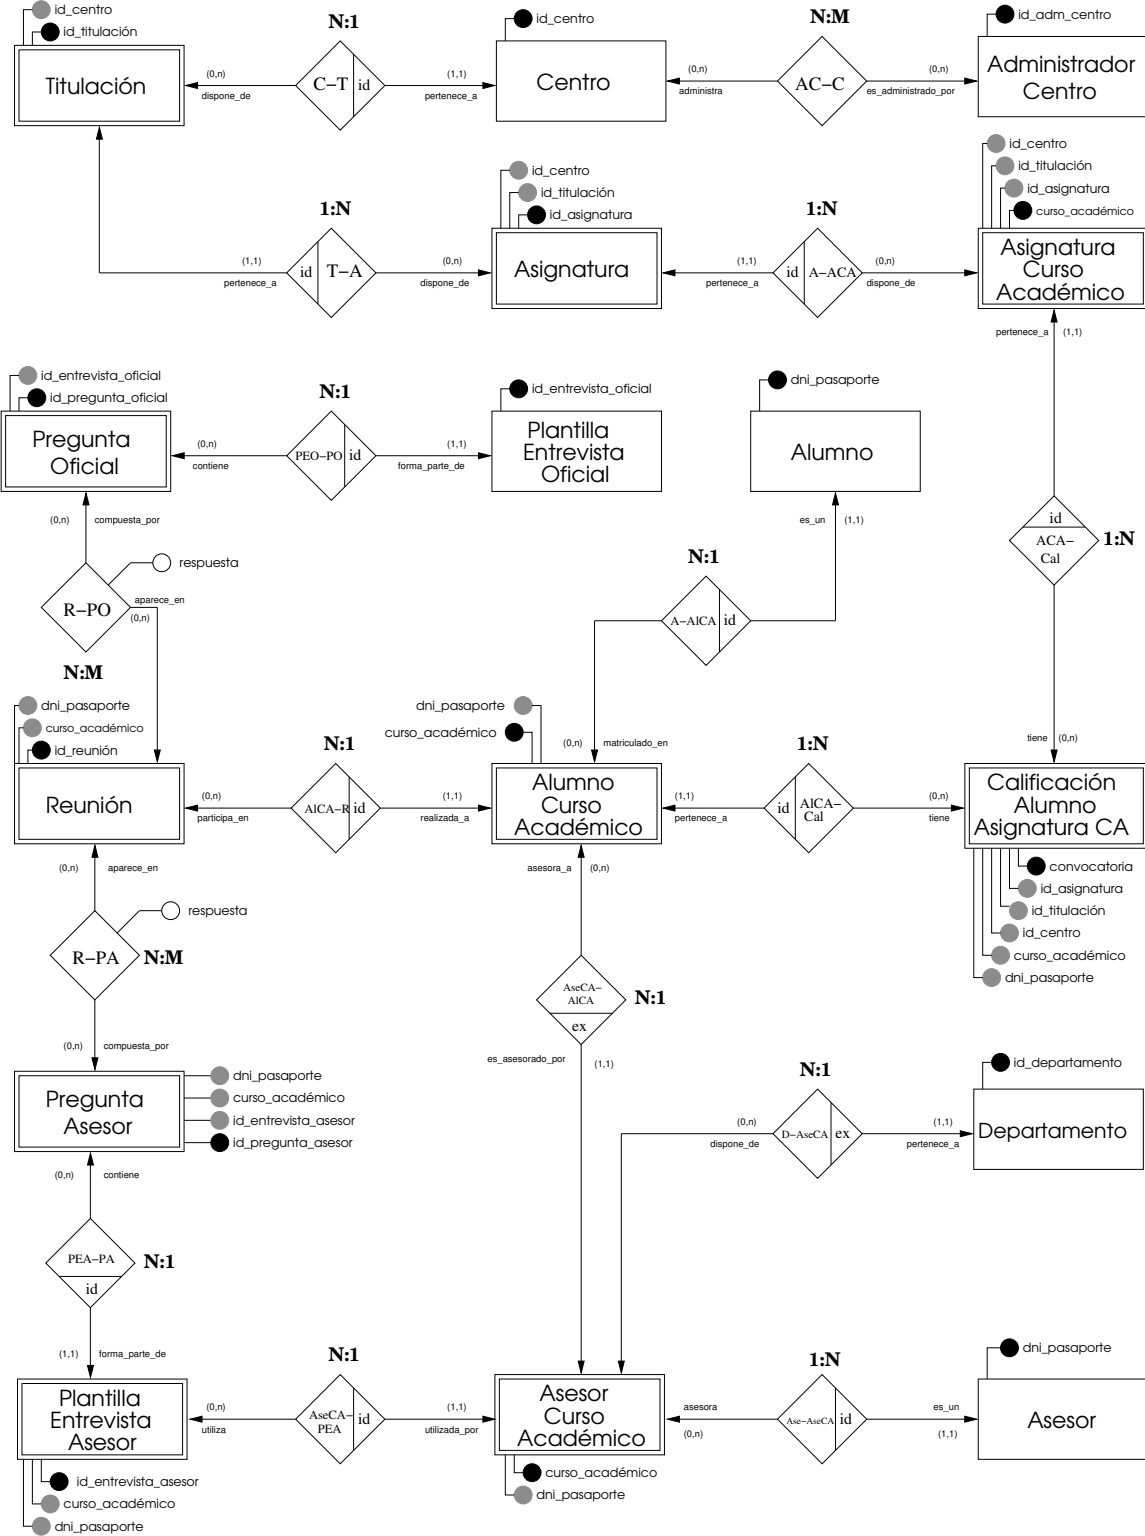 id_centro
id_titulación
Titulación
N:1
(0,n)
dispone_de
C–T
id
(1,1)
pertenece_a
id_centro
Centro
N:M
(0,n)
administra
AC–C
(0,n)
es_administrado_por
id_adm_centro
Administrador
Centro
1:N
(1,1)
pertenece_a
id
T–A
(0,n)
dispone_de
id_centro
id_titulación
id_asignatura
Asignatura
1:N
(1,1)
pertenece_a
id
A–ACA
(0,n)
dispone_de
id_centro
id_titulación
id_asignatura
curso_académico
Asignatura
Curso
Académico
pertenece_a
(1,1)
id_entrevista_oficial
id_pregunta_oficial
Pregunta
Oficial
N:1
(0,n)
contiene
PEO–PO
id
(1,1)
forma_parte_de
id_entrevista_oficial
Plantilla
Entrevista
Oficial
dni_pasaporte
Alumno
es_un
(1,1)
id
ACA–
Cal
1:N
(0,n)
compuesta_por
respuesta
R–PO
aparece_en
(0,n)
N:M
N:1
A–AlCA
id
dni_pasaporte
curso_académico
id_reunión
Reunión
N:1
(0,n)
participa_en
AlCA–R
id
(1,1)
realizada_a
dni_pasaporte
curso_académico
(0,n)
matriculado_en
Alumno
Curso
Académico
1:N
(1,1)
pertenece_a
id
AlCA–
Cal
(0,n)
tiene
tiene
(0,n)
Calificación
Alumno
Asignatura CA
convocatoria
id_asignatura
id_titulación
id_centro
curso_académico
dni_pasaporte
(0,n)
aparece_en
respuesta
R–PA
N:M
(0,n)
compuesta_por
asesora_a
(0,n)
AseCA–
AlCA
ex
N:1
es_asesorado_por
(1,1)
Pregunta
Asesor
dni_pasaporte
curso_académico
id_entrevista_asesor
id_pregunta_asesor
N:1
(0,n)
dispone_de
D–AseCA
ex
(1,1)
pertenece_a
id_departamento
Departamento
(0,n)
contiene
PEA–PA
id
N:1
(1,1)
forma_parte_de
Plantilla
Entrevista
Asesor
id_entrevista_asesor
curso_académico
dni_pasaporte
N:1
(0,n)
utiliza
AseCA–
PEA
id
(1,1)
utilizada_por
Asesor
Curso
Académico
curso_académico
dni_pasaporte
1:N
asesora
(0,n)
Ase–AseCA
id
es_un
(1,1)
dni_pasaporte
Asesor